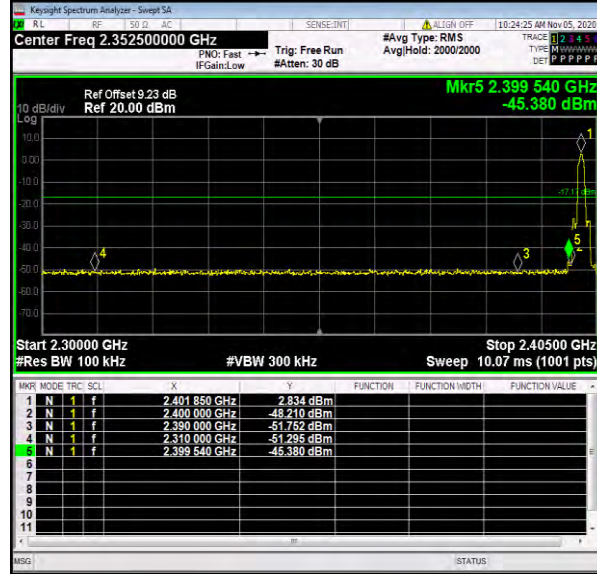 Keysight Spectrum Analyzer - Swept SA
RL RF 50 Ω AC SENSE:INT ALIGN OFF 10:24:25 AM Nov 05, 2020
Center Freq 2.352500000 GHz #Avg Type: RMS TRACE 1 2 3 4 5
PNO: Fast Trig: Free Run Avg|Hold: 2000/2000 TYPE M
IFGain:Low #Atten: 30 dB DET P P P P P
Mkr5 2.399 540 GHz
Ref Offset 9.23 dB
10 dB/div Ref 20.00 dBm -45.380 dBm
Log
10.0
0.00
-10.0
-17.17 dBm
-20.0
-30.0
-40.0
-50.0
-60.0
-70.0
1
4 3 5 2
Start 2.30000 GHz Stop 2.40500 GHz
#Res BW 100 kHz #VBW 300 kHz Sweep 10.07 ms (1001 pts)
MKR MODE TRC SCL X Y FUNCTION FUNCTION WIDTH FUNCTION VALUE
1 N 1 f 2.401 850 GHz 2.834 dBm
2 N 1 f 2.400 000 GHz -48.210 dBm
3 N 1 f 2.390 000 GHz -51.752 dBm
4 N 1 f 2.310 000 GHz -51.295 dBm
5 N 1 f 2.399 540 GHz -45.380 dBm
6
7
8
9
10
11
MSG STATUS